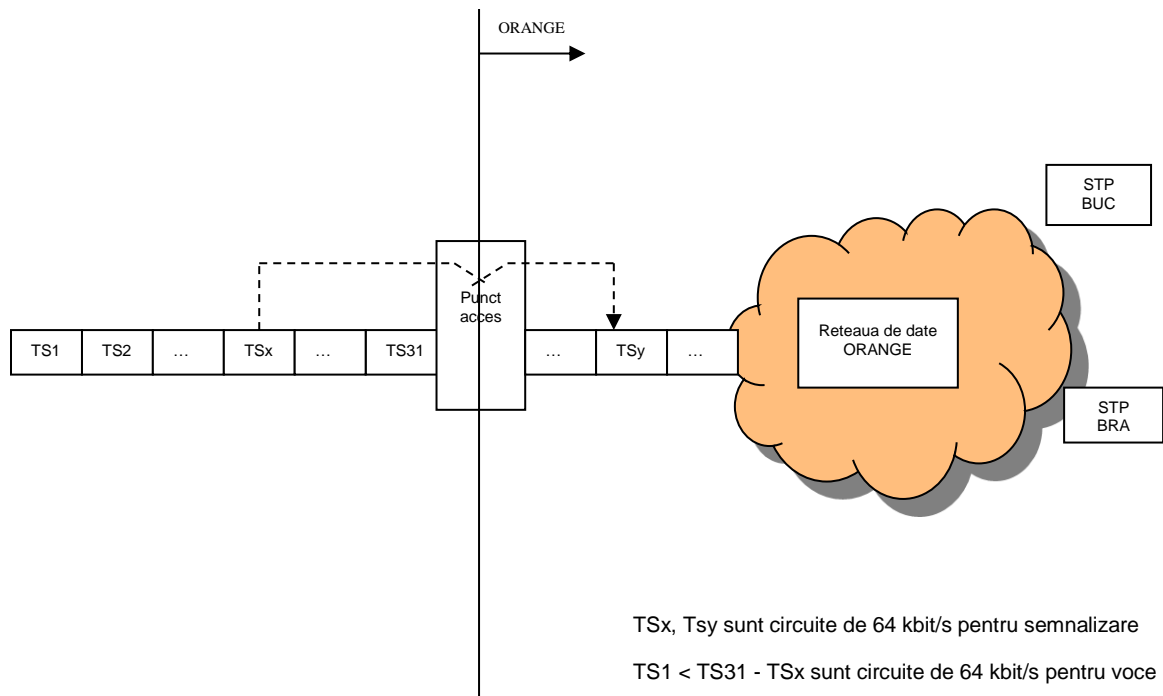 ORANGE
STP
BUC
Punct
acces
TS1 TS2 ... TSx ... TS31 ... TSy ...
Reteaua de date
ORANGE
STP
BRA
TSx, Tsy sunt circuite de 64 kbit/s pentru semnalizare
TS1 < TS31 - TSx sunt circuite de 64 kbit/s pentru voce